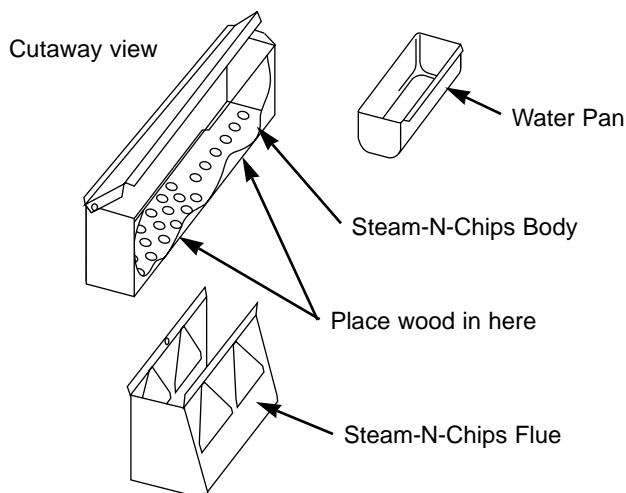 Cutaway view
Water Pan
Steam-N-Chips Body
Place wood in here
Steam-N-Chips Flue